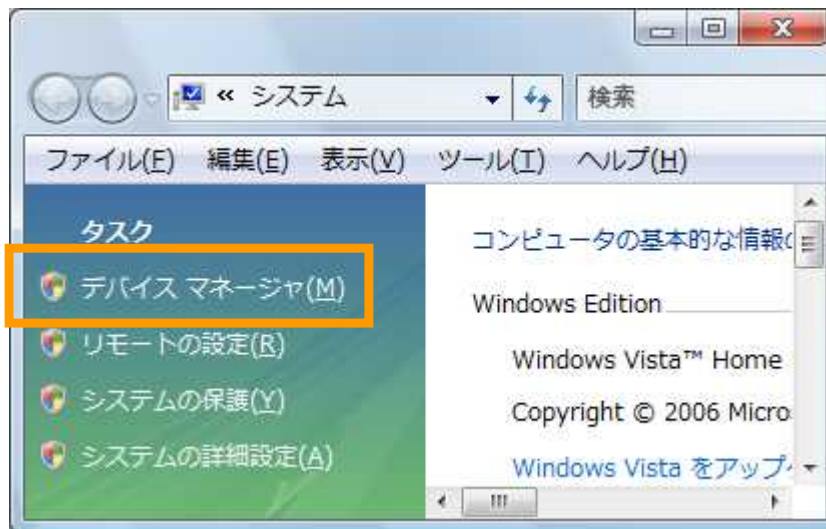 « システム
検索
ファイル(F) 編集(E) 表示(V) ツール(T) ヘルプ(H)
タスク
デバイス マネージャ(M)
リモートの設定(R)
システムの保護(Y)
システムの詳細設定(A)
コンピュータの基本的な情報の
Windows Edition
Windows Vista™ Home
Copyright © 2006 Micro
Windows Vista をアップ